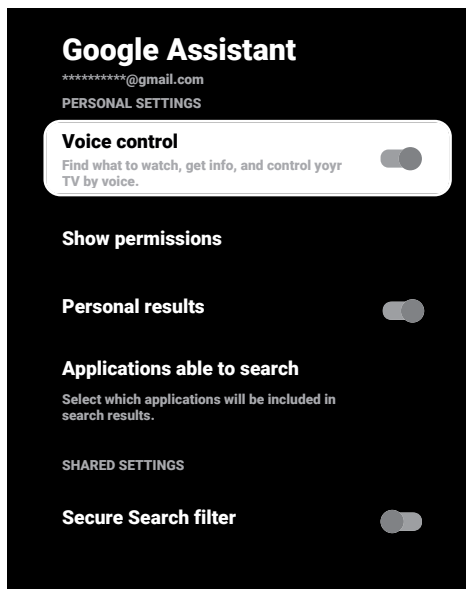 Google Assistant
**********@gmail.com
PERSONAL SETTINGS
Voice control
Find what to watch, get info, and control yoyr
TV by voice.
Show permissions
Personal results
Applications able to search
Select which applications will be included in
search results.
SHARED SETTINGS
Secure Search filter